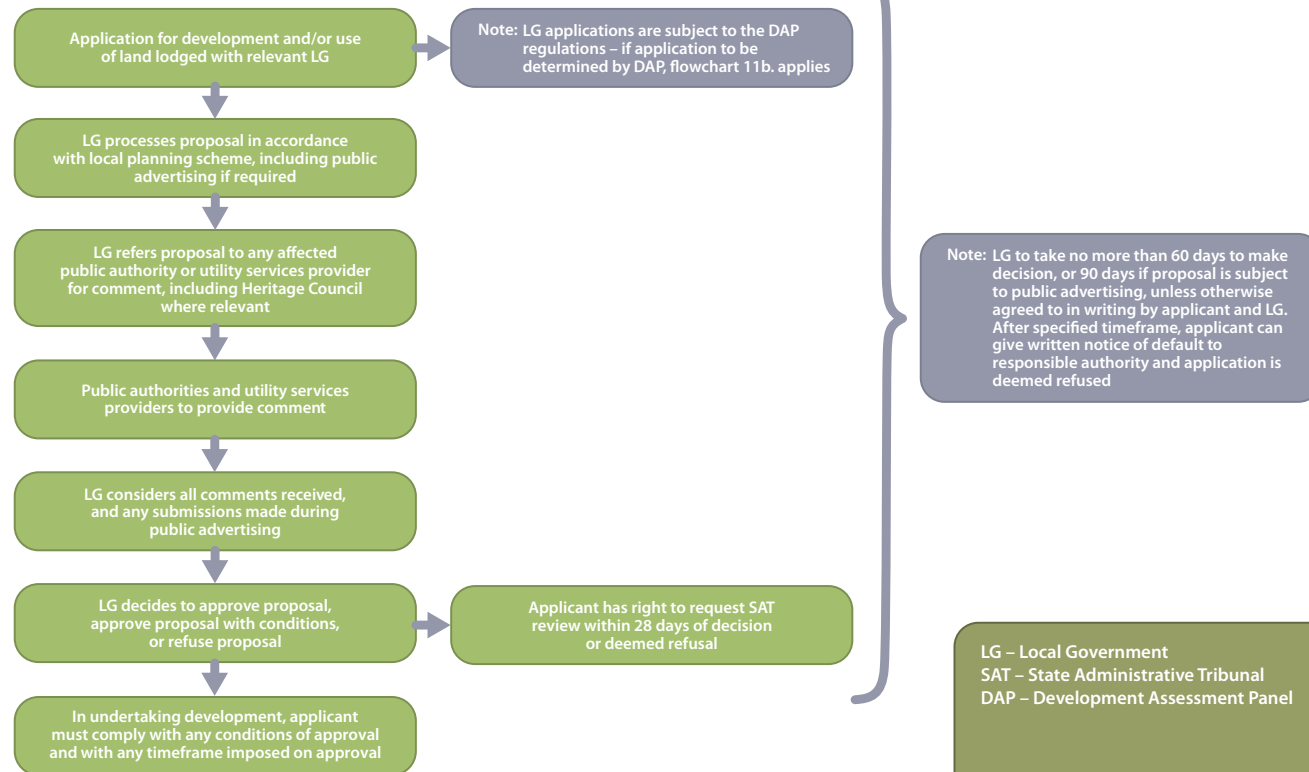 Application for development and/or use
of land lodged with relevant LG
Note: LG applications are subject to the DAP
regulations – if application to be
determined by DAP, flowchart 11b. applies
LG processes proposal in accordance
with local planning scheme, including public
advertising if required
LG refers proposal to any affected
public authority or utility services provider
for comment, including Heritage Council
where relevant
Note: LG to take no more than 60 days to make
decision, or 90 days if proposal is subject
to public advertising, unless otherwise
agreed to in writing by applicant and LG.
After specified timeframe, applicant can
give written notice of default to
responsible authority and application is
deemed refused
Public authorities and utility services
providers to provide comment
LG considers all comments received,
and any submissions made during
public advertising
LG decides to approve proposal,
approve proposal with conditions,
or refuse proposal
Applicant has right to request SAT
review within 28 days of decision
or deemed refusal
In undertaking development, applicant
must comply with any conditions of approval
and with any timeframe imposed on approval
LG – Local Government
SAT – State Administrative Tribunal
DAP – Development Assessment Panel